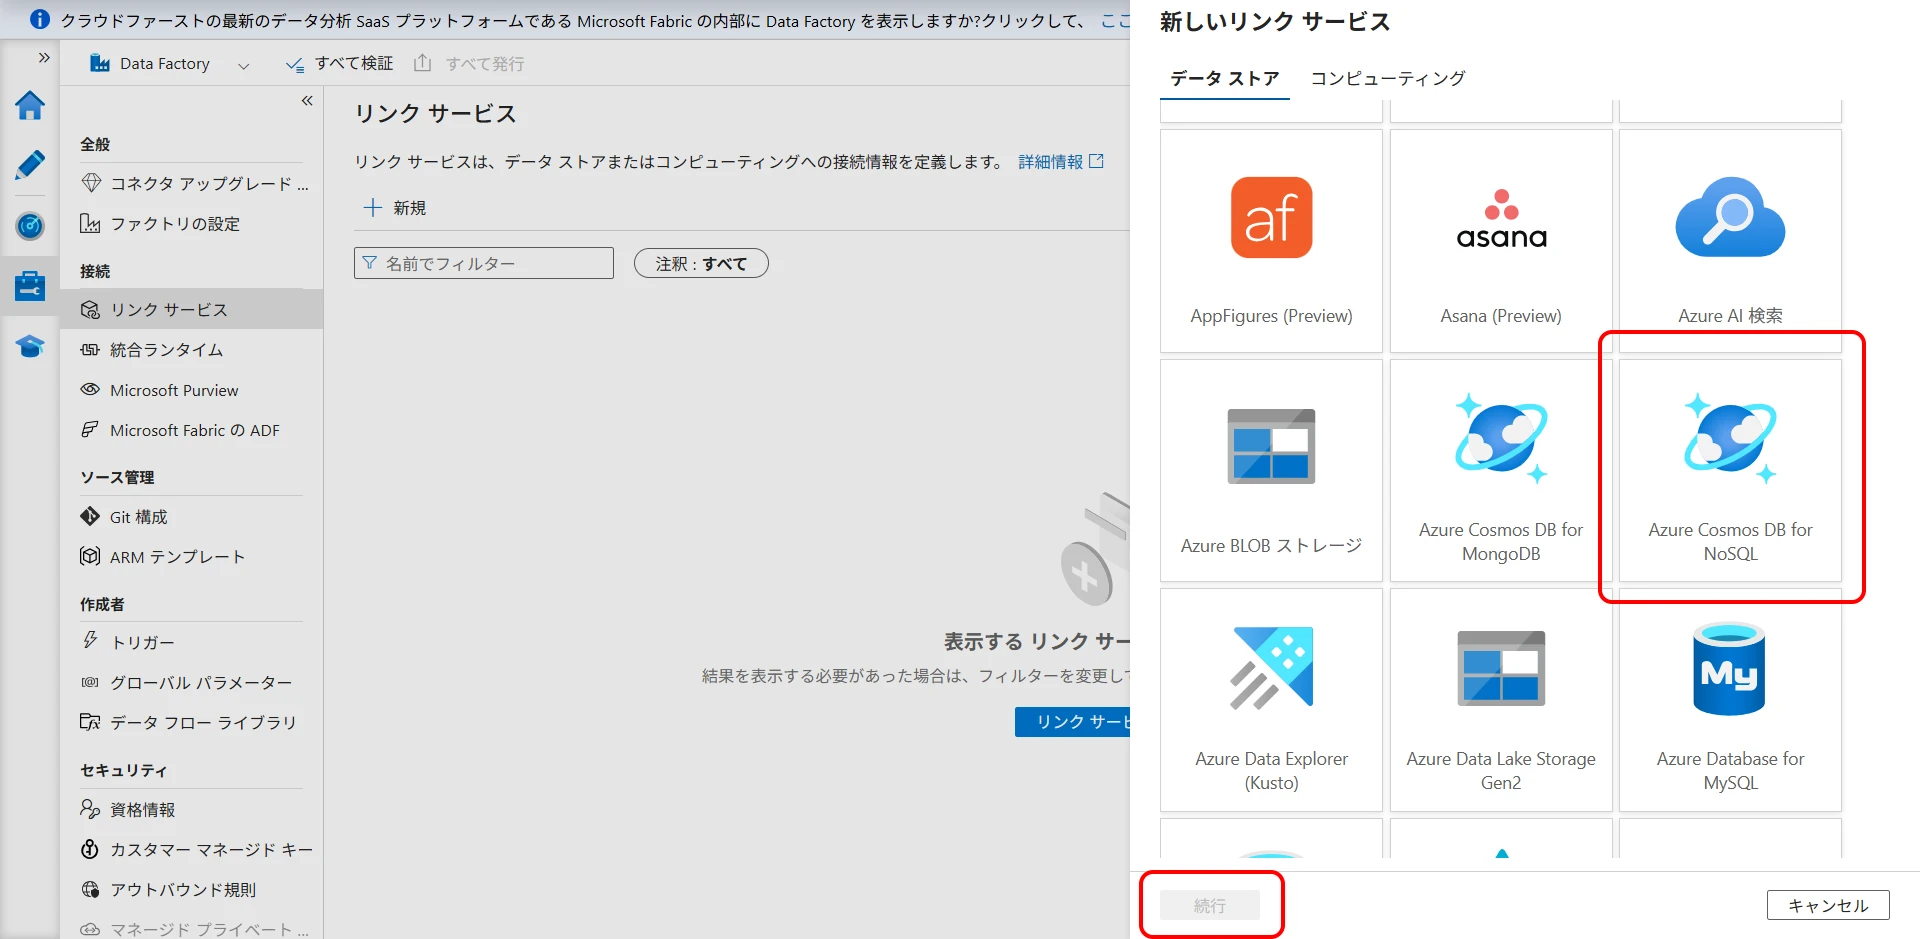 クラウドファーストの最新のデータ分析 SaaS プラットフォームである Microsoft Fabric の内部に Data Factory を表示しますか?クリックして、 ここ
Data Factory
すべて検証
すべて発行
全般
コネクタ アップグレード ...
ファクトリの設定
接続
リンク サービス
統合ランタイム
Microsoft Purview
Microsoft Fabric の ADF
ソース管理
Git 構成
ARM テンプレート
作成者
トリガー
グローバル パラメーター
データ フロー ライブラリ
セキュリティ
資格情報
カスタマー マネージド キー
アウトバウンド規則
マネージド プライベート ...
リンク サービス
リンク サービスは、データ ストアまたはコンピューティングへの接続情報を定義します。 詳細情報
新規
名前でフィルター
注釈 : すべて
表示する リンク サー
結果を表示する必要があった場合は、フィルターを変更して
リンク サービ
新しいリンク サービス
データ ストア
コンピューティング
af
AppFigures (Preview)
asana
Asana (Preview)
Azure AI 検索
Azure BLOB ストレージ
Azure Cosmos DB for
MongoDB
Azure Cosmos DB for
NoSQL
Azure Data Explorer
(Kusto)
Azure Data Lake Storage
Gen2
My
Azure Database for
MySQL
続行
キャンセル